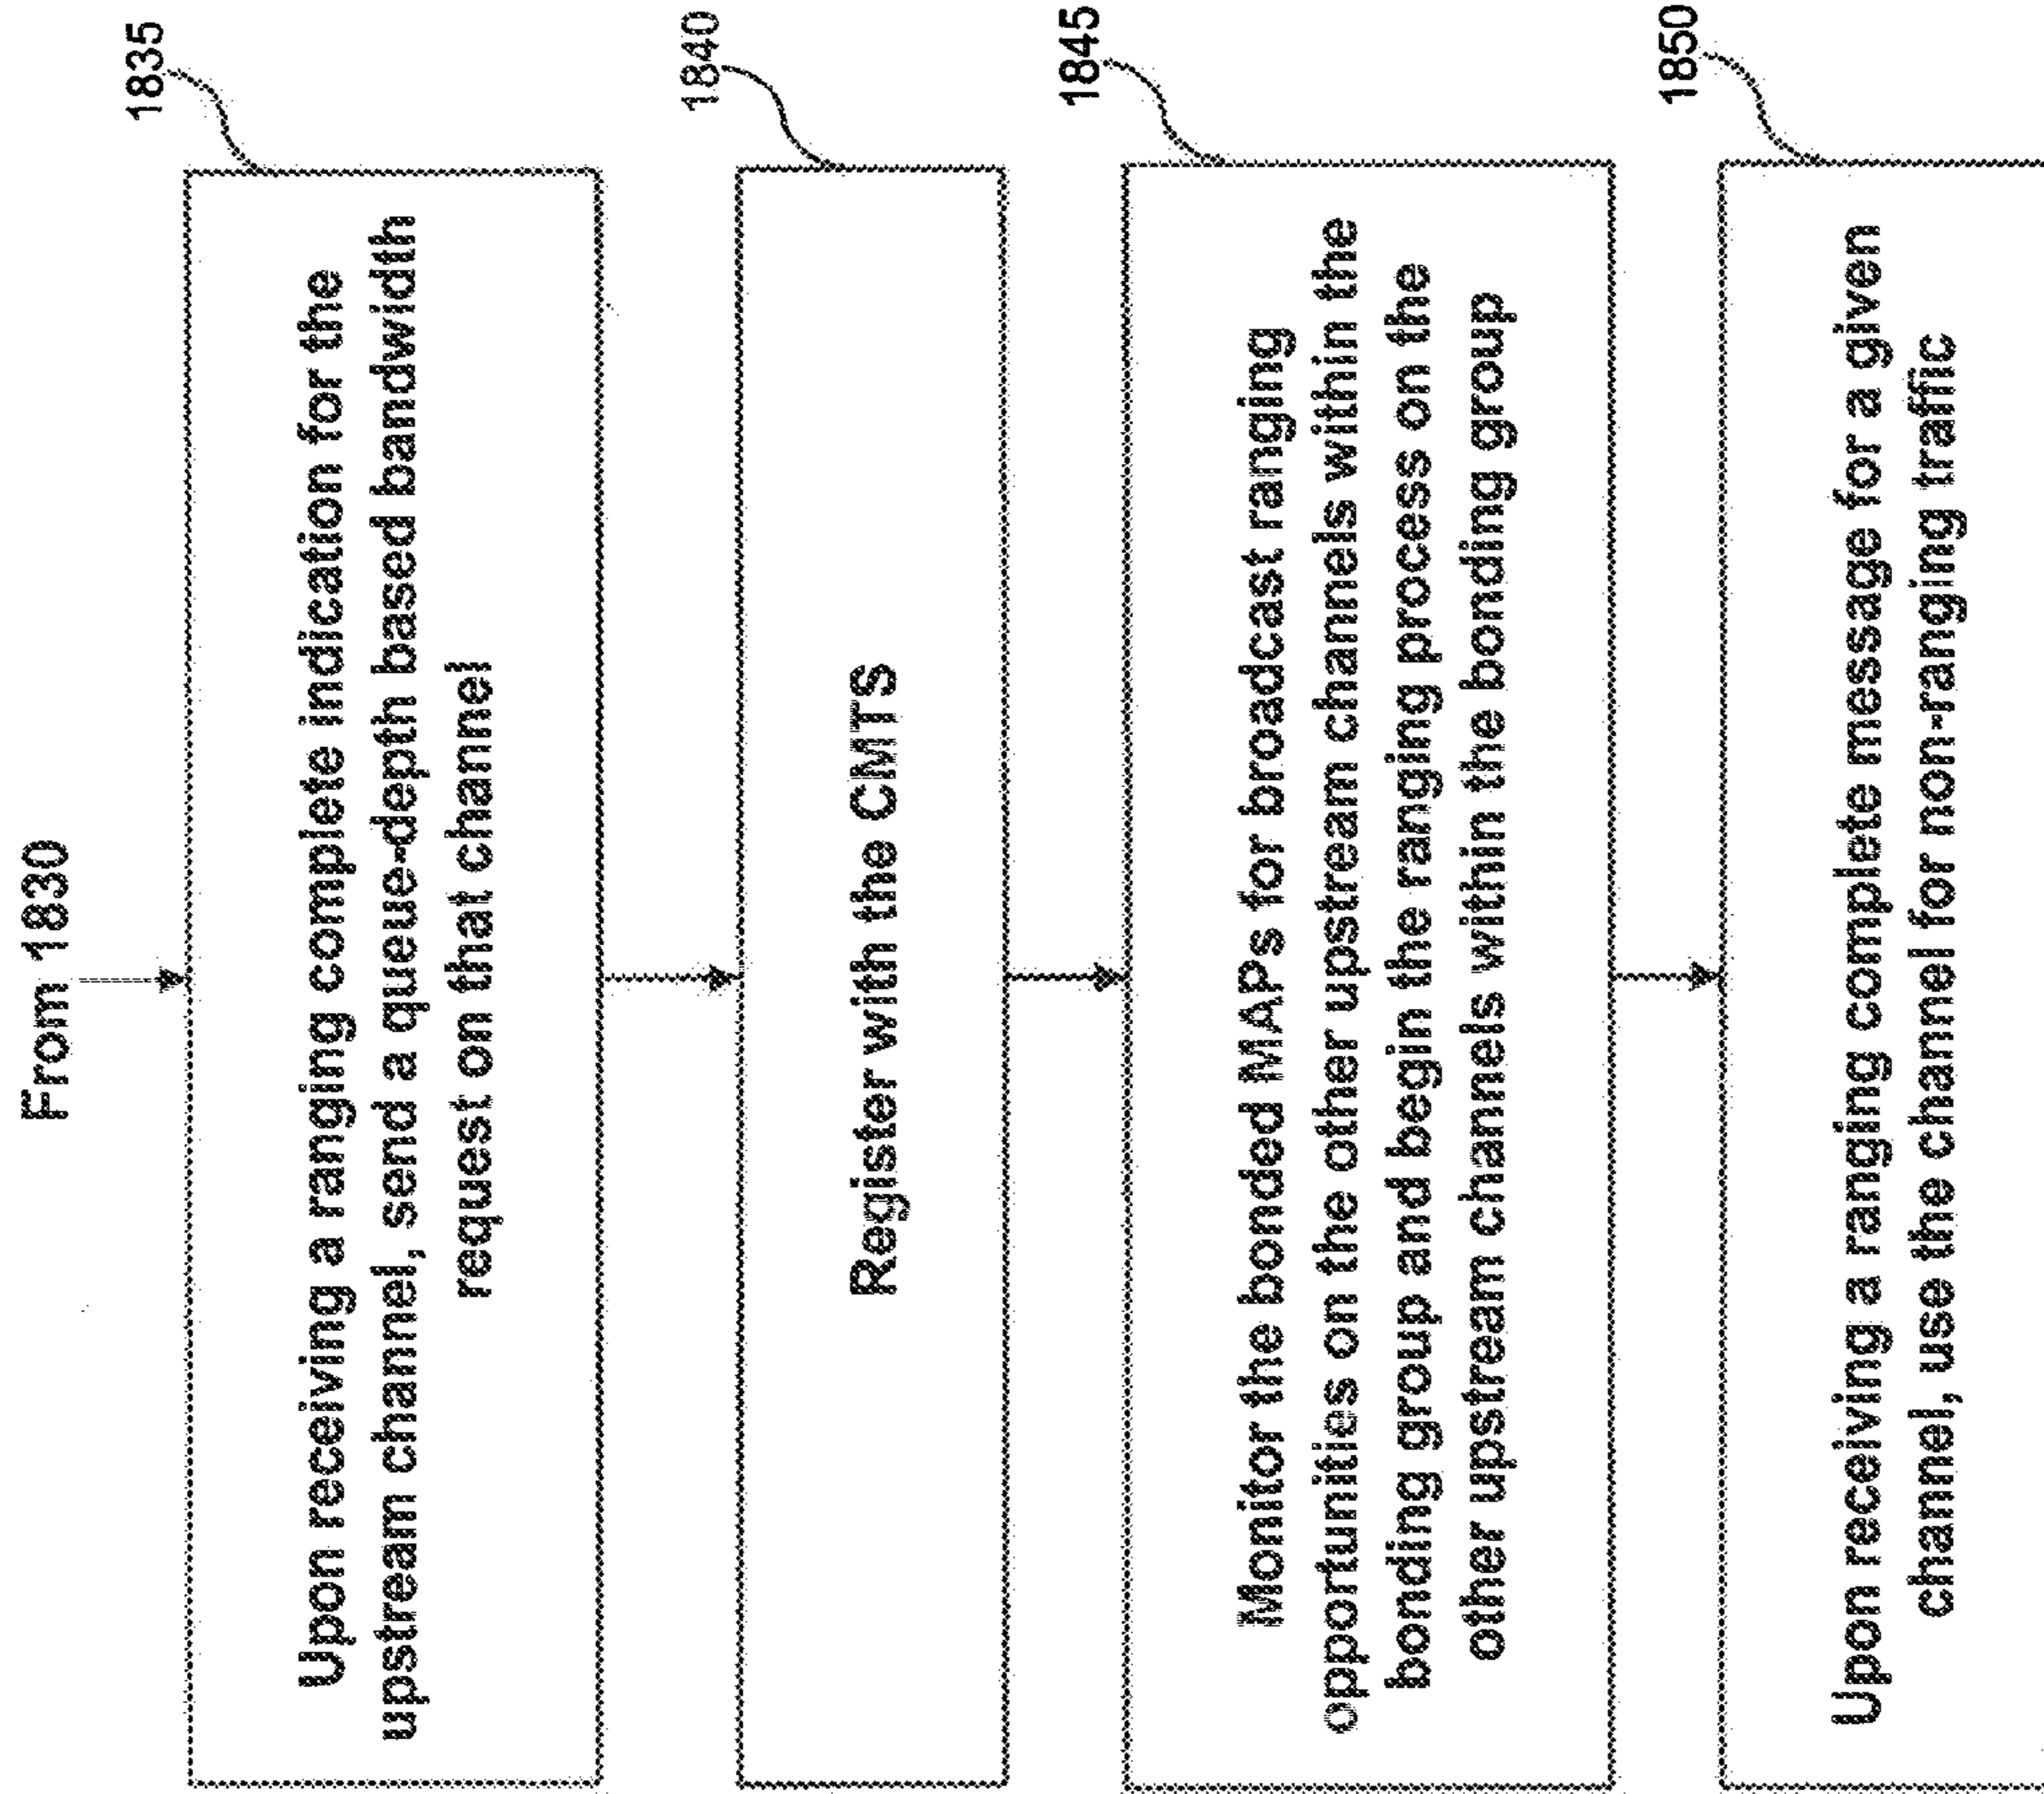 From 1830
1835
Upon receiving a ranging complete indication for the
upstream channel, send a queue-depth based bandwidth
request on that channel
1840
Register with the CMTS
1845
Monitor the bonded MAPs for broadcast ranging
opportunities on the other upstream channels within the
bonding group and begin the ranging process on the
other upstream channels within the bonding group
1850
Upon receiving a ranging complete message for a given
channel, use the channel for non-ranging traffic